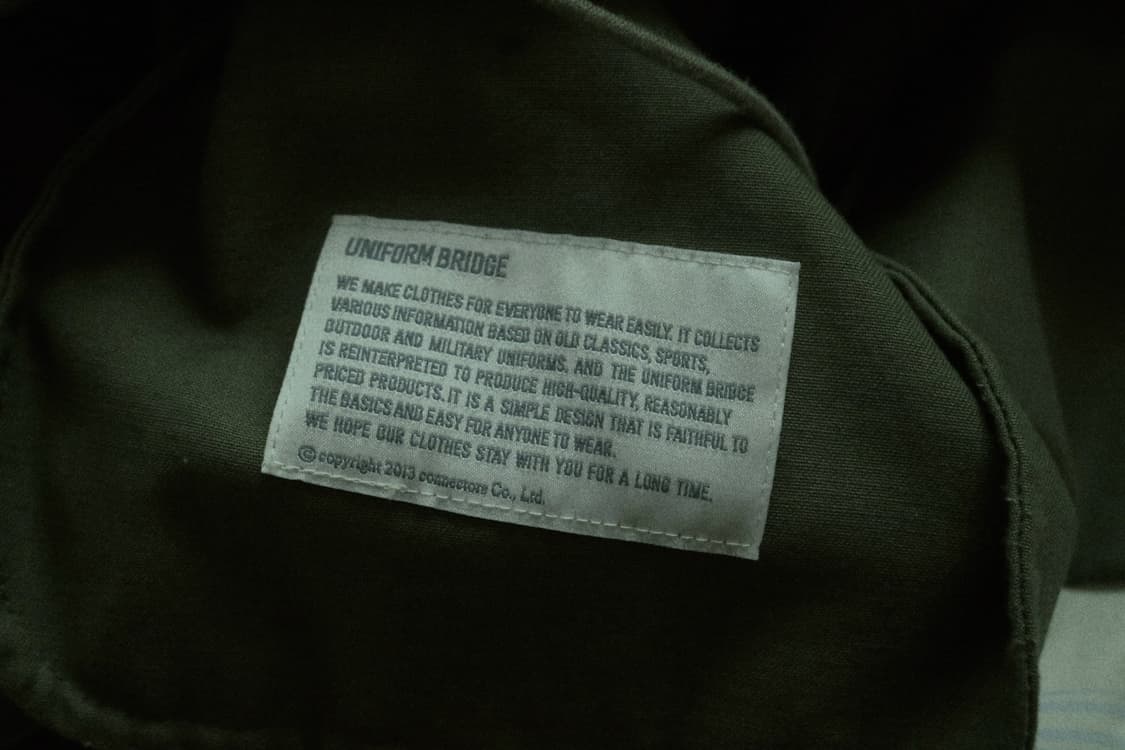 UNIFORM BRIDGE
WE MAKE CLOTHES FOR EVERYONE TO WEAR EASILY. IT COLLECTS
VARIOUS INFORMATION BASED ON OLD CLASSICS, SPORTS,
OUTDOOR AND MILITARY UNIFORMS, AND THE UNIFORM BRIDGE
IS REINTERPRETED TO PRODUCE HIGH-QUALITY, REASONABLY
PRICED PRODUCTS. IT IS A SIMPLE DESIGN THAT IS FAITHFUL TO
THE BASICS AND EASY FOR ANYONE TO WEAR.
WE HOPE OUR CLOTHES STAY WITH YOU FOR A LONG TIME.
© copyright 2013 connectors Co., Ltd.